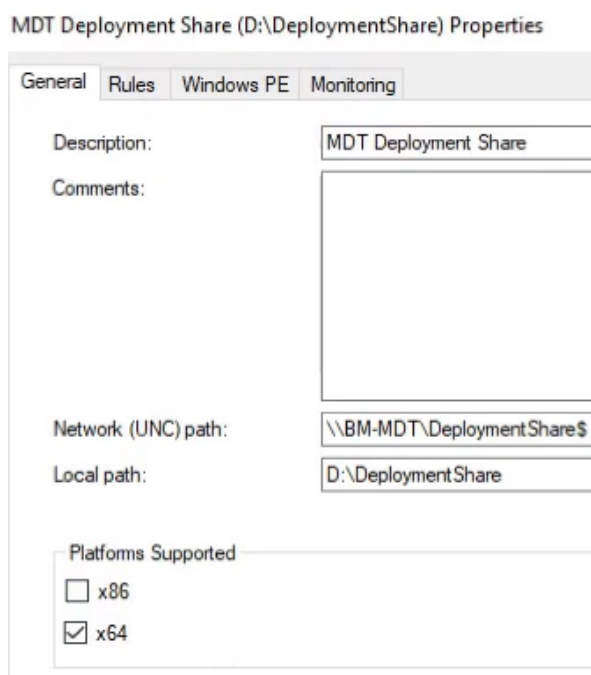 MDT Deployment Share (D:\DeploymentShare) Properties
General Rules Windows PE Monitoring
Description: MDT Deployment Share
Comments:
Network (UNC) path: \\BM-MDT\DeploymentShare$
Local path: D:\DeploymentShare
Platforms Supported
x86
x64